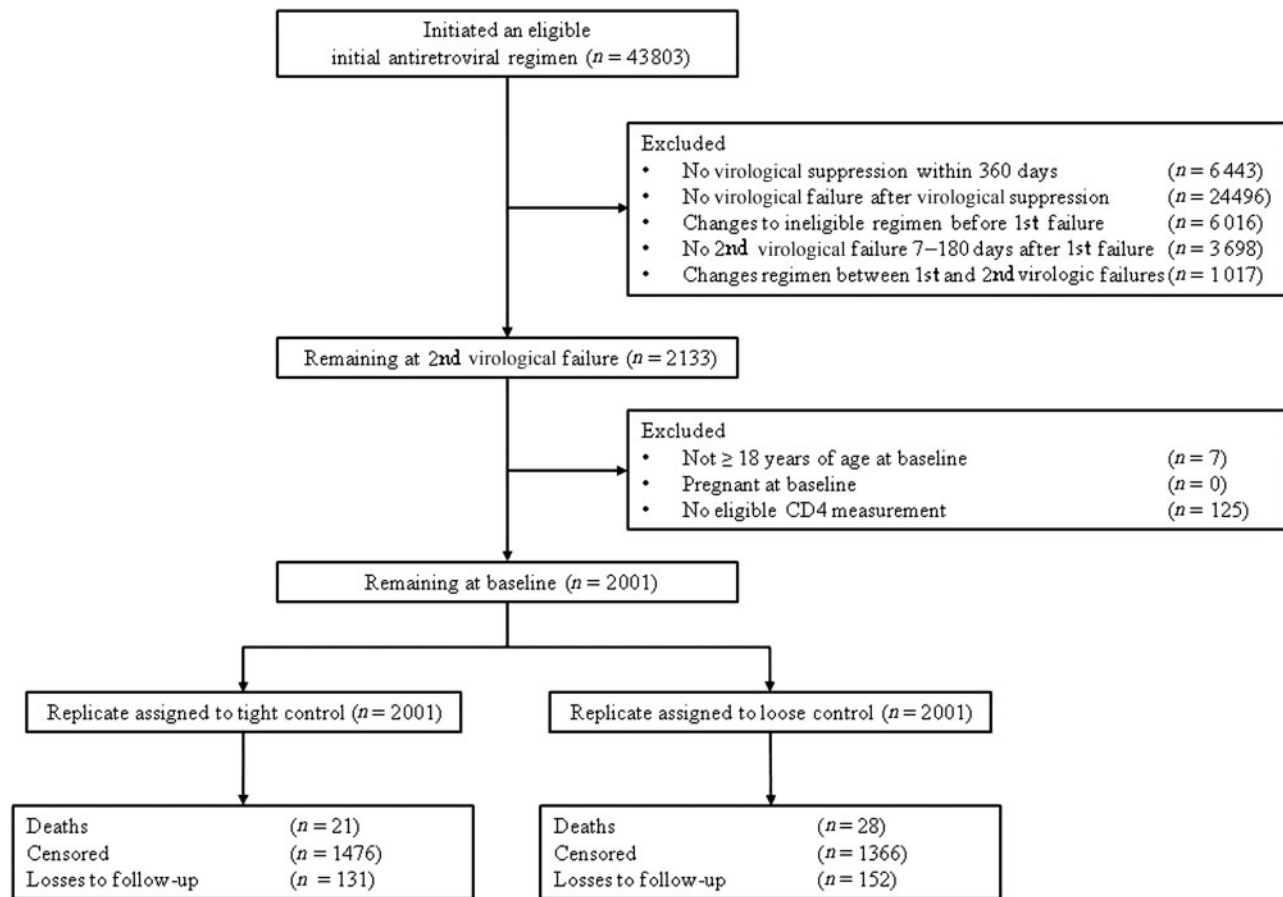 Initiated an eligible
initial antiretroviral regimen (n = 43803)
Excluded
• No virological suppression within 360 days (n = 6 443)
• No virological failure after virological suppression (n = 24496)
• Changes to ineligible regimen before 1st failure (n = 6 016)
• No 2nd virological failure 7–180 days after 1st failure (n = 3 698)
• Changes regimen between 1st and 2nd virologic failures (n = 1 017)
Remaining at 2nd virological failure (n = 2133)
Excluded
• Not ≥ 18 years of age at baseline (n = 7)
• Pregnant at baseline (n = 0)
• No eligible CD4 measurement (n = 125)
Remaining at baseline (n = 2001)
Replicate assigned to tight control (n = 2001)
Replicate assigned to loose control (n = 2001)
Deaths (n = 21)
Censored (n = 1476)
Losses to follow-up (n = 131)
Deaths (n = 28)
Censored (n = 1366)
Losses to follow-up (n = 152)